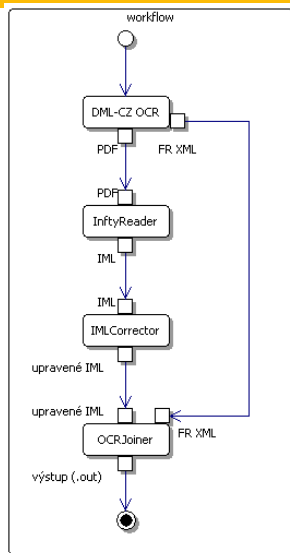 workflow
DML-CZ OCR
PDF
FR XML
PDF
InftyReader
IML
IML
IMLCorrector
upravené IML
upravené IML
FR XML
OCRJoiner
výstup (.out)